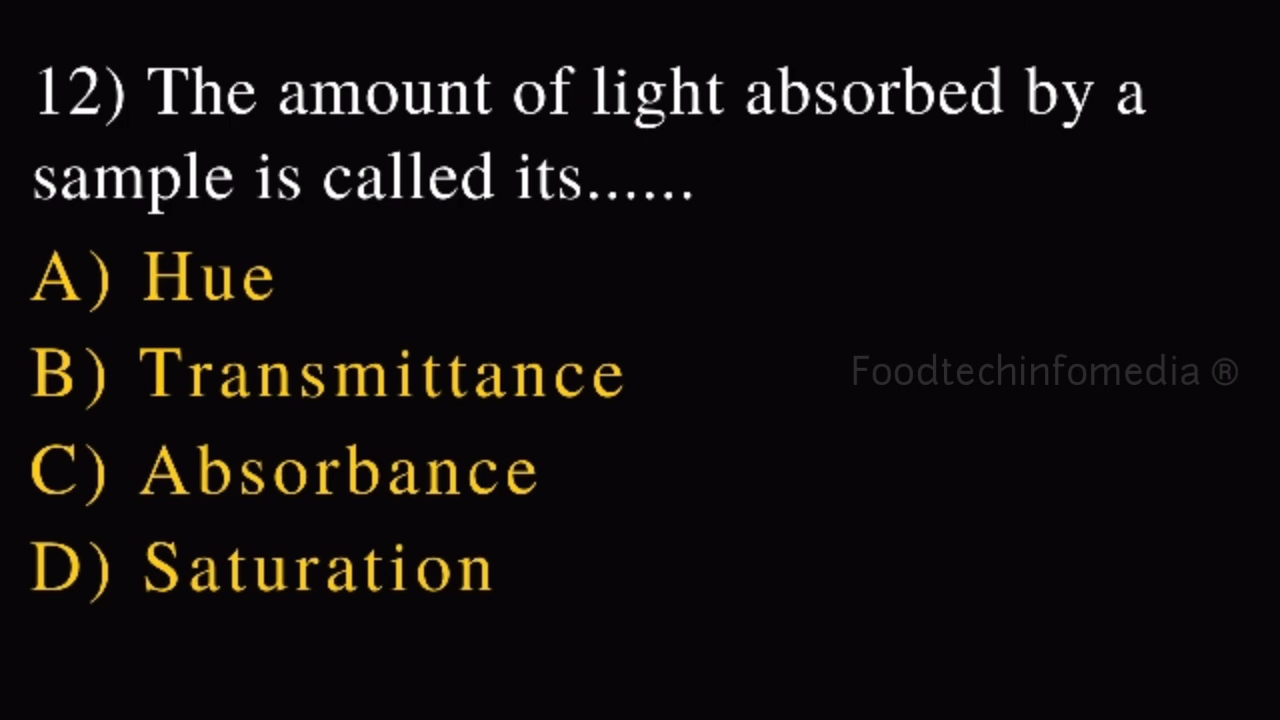 12) The amount of light absorbed by a
sample is called its......
A) Hue
B) Transmittance
Foodtechinfomedia ®
C) Absorbance
D) Saturation